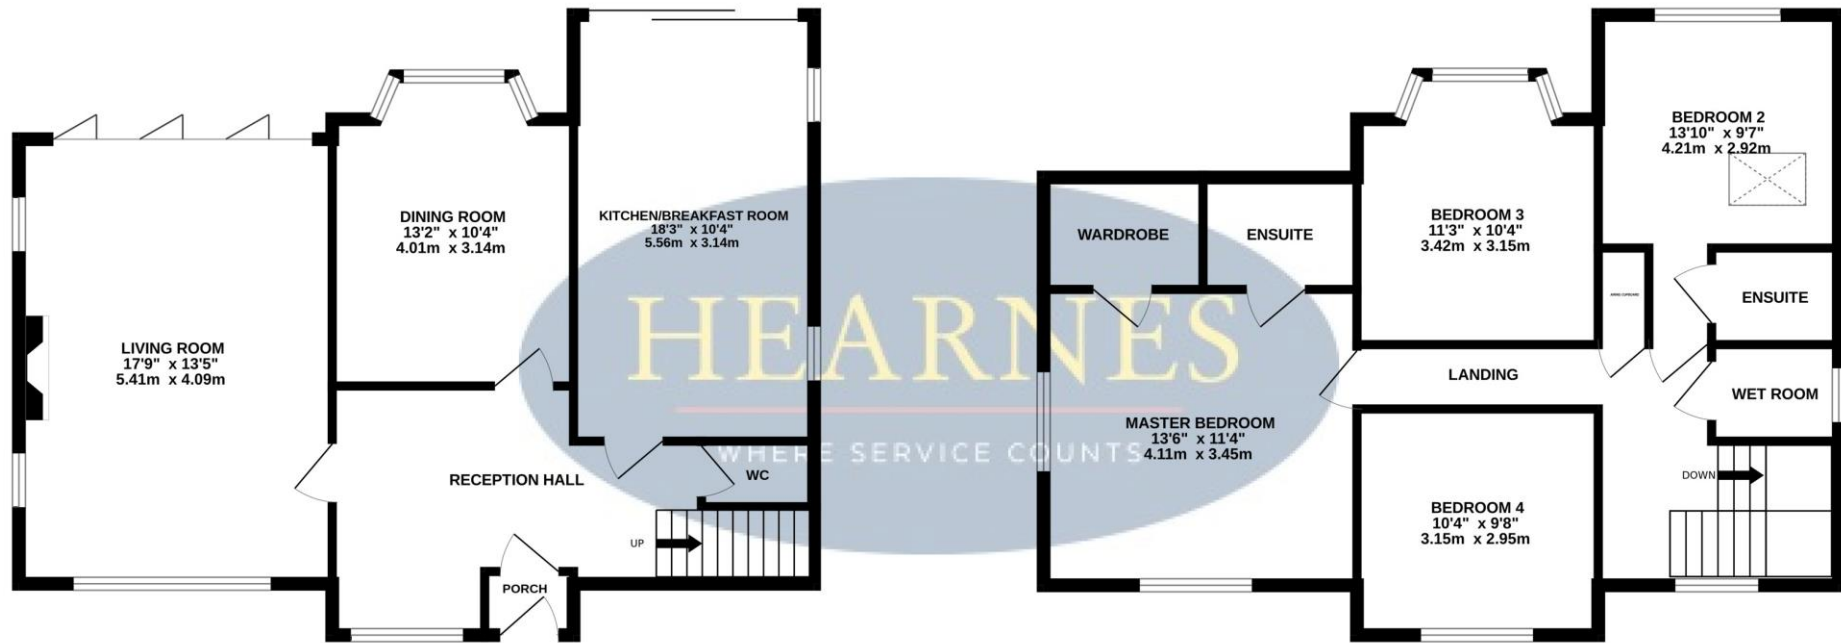 LIVING ROOM
17'9" x 13'5"
5.41m x 4.09m
DINING ROOM
13'2" x 10'4"
4.01m x 3.14m
KITCHEN/BREAKFAST ROOM
18'3" x 10'4"
5.56m x 3.14m
RECEPTION HALL
WC
UP
PORCH
HEARNES
WHERE SERVICE COUNTS
WARDROBE
ENSUITE
MASTER BEDROOM
13'6" x 11'4"
4.11m x 3.45m
BEDROOM 3
11'3" x 10'4"
3.42m x 3.15m
BEDROOM 2
13'10" x 9'7"
4.21m x 2.92m
ENSUITE
LANDING
WET ROOM
DOWN
BEDROOM 4
10'4" x 9'8"
3.15m x 2.95m